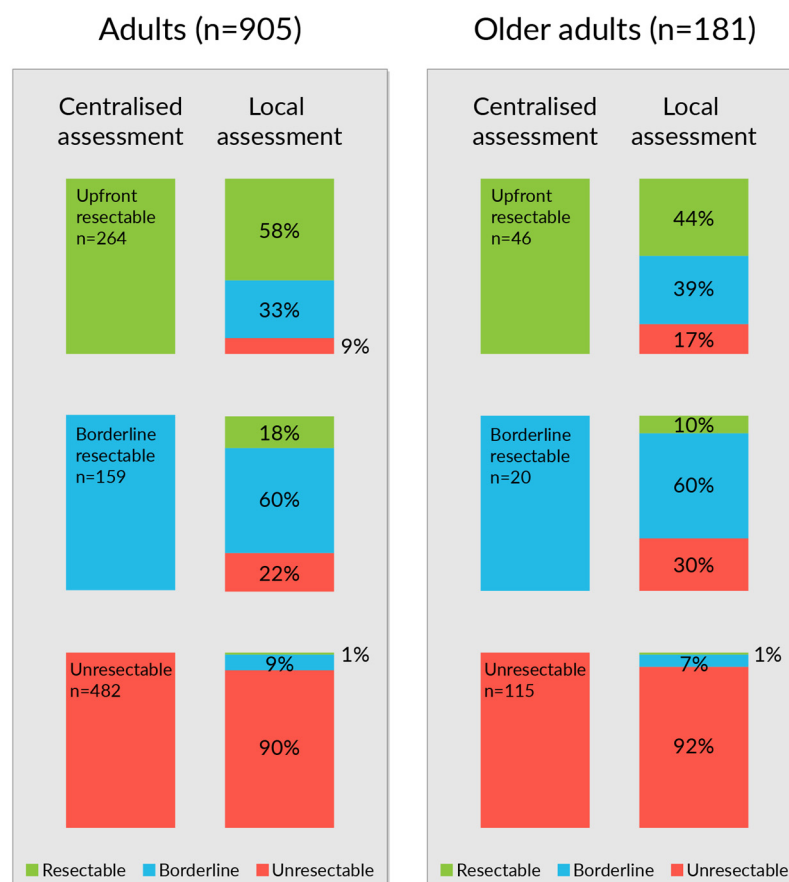 Adults (n=905)
Centralised
assessment
Local
assessment
Upfront
resectable
n=264
58%
33%
9%
Borderline
resectable
n=159
18%
60%
22%
Unresectable
n=482
1%
9%
90%
Resectable Borderline Unresectable
Older adults (n=181)
Centralised
assessment
Local
assessment
Upfront
resectable
n=46
44%
39%
17%
Borderline
resectable
n=20
10%
60%
30%
Unresectable
n=115
1%
7%
92%
Resectable Borderline Unresectable